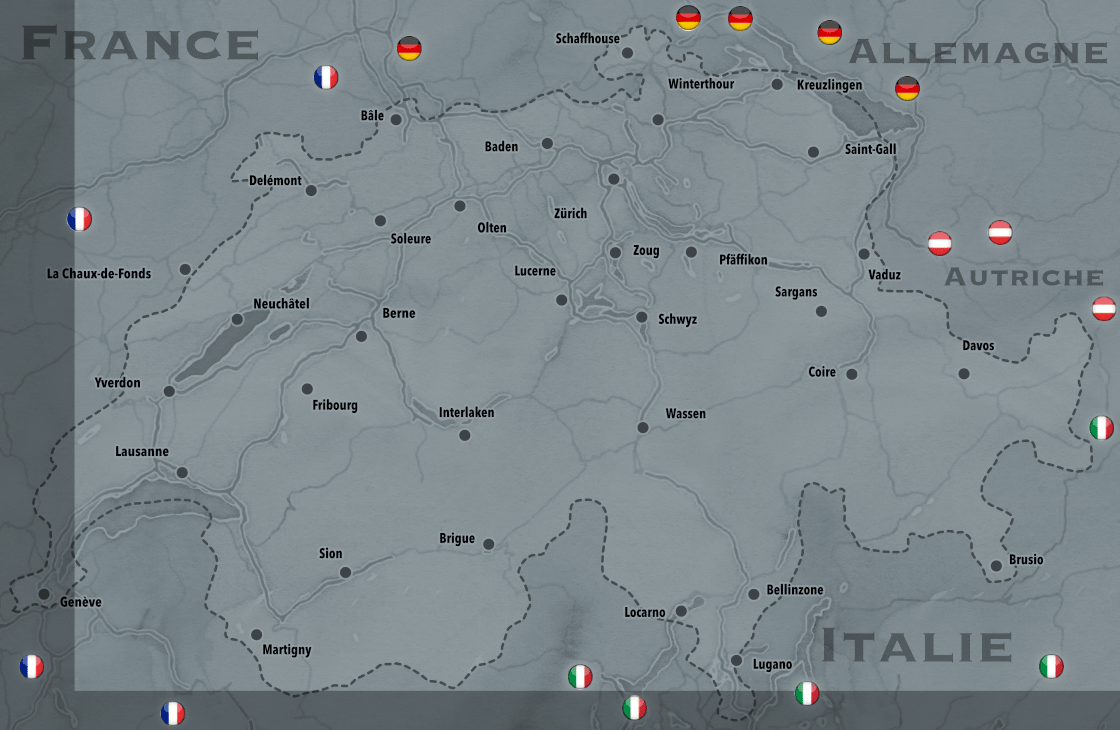 FRANCE
Schaffhouse
ALLEMAGNE
Winterthour
Kreuzlingen
Bâle
Baden
Saint-Gall
Delémont
Zürich
Olten
Soleure
Zoug
Pfäffikon
La Chaux-de-Fonds
Lucerne
Vaduz
AUTRICHE
Sargans
Neuchâtel
Berne
Schwyz
Davos
Coire
Yverdon
Fribourg
Interlaken
Wassen
Lausanne
Brigue
Sion
Brusio
Bellinzone
Genève
Locarno
ITALIE
Martigny
Lugano